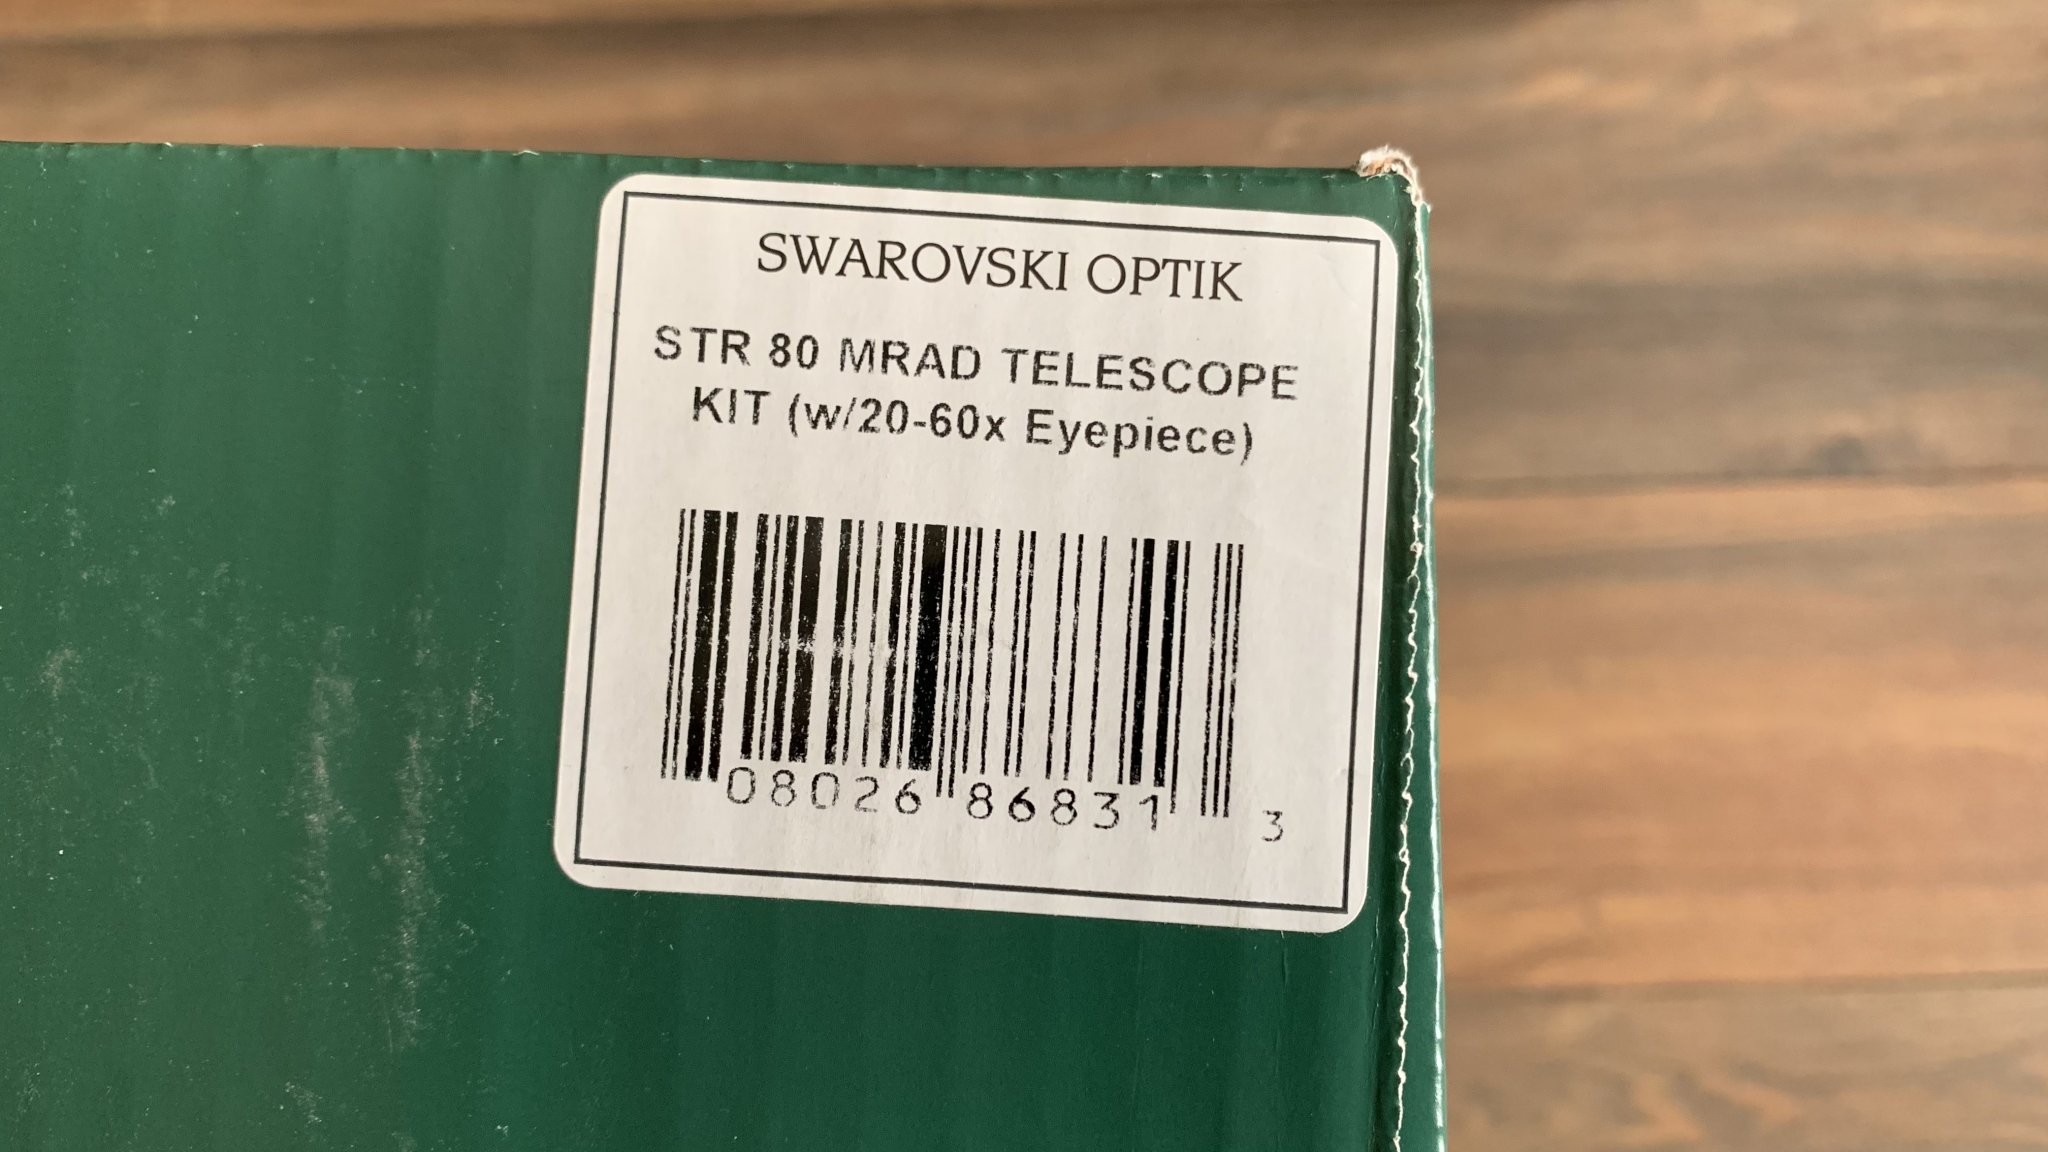 SWAROVSKI OPTIK
STR 80 MRAD TELESCOPE
KIT (w/20-60x Eyepiece)
08026 86831 3